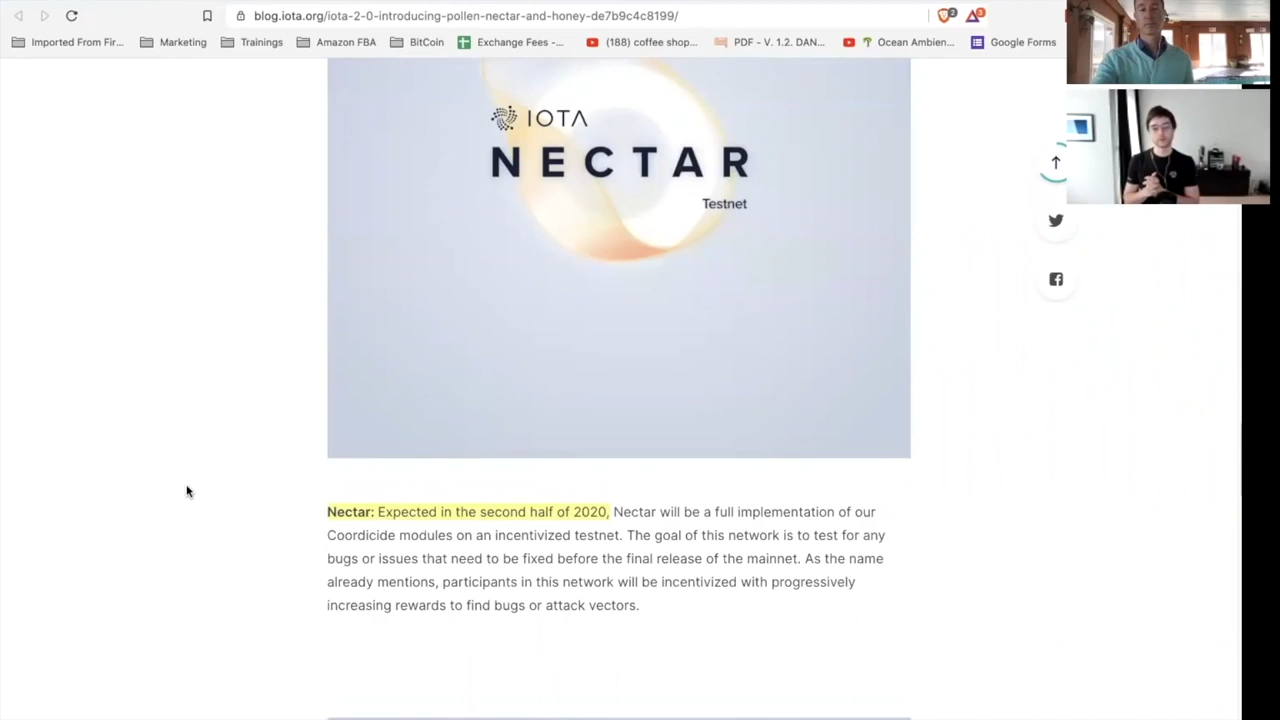 blog.iota.org/iota-2-0-introducing-pollen-nectar-and-honey-de7b9c4c8199/
2
3
Imported From Fir... Marketing Trainings Amazon FBA BitCoin Exchange Fees -... (188) coffee shop... PDF - V. 1.2. DAN... Ocean Ambien... Google Forms
IOTA
NECTAR
Testnet
Nectar: Expected in the second half of 2020, Nectar will be a full implementation of our
Coordicide modules on an incentivized testnet. The goal of this network is to test for any
bugs or issues that need to be fixed before the final release of the mainnet. As the name
already mentions, participants in this network will be incentivized with progressively
increasing rewards to find bugs or attack vectors.